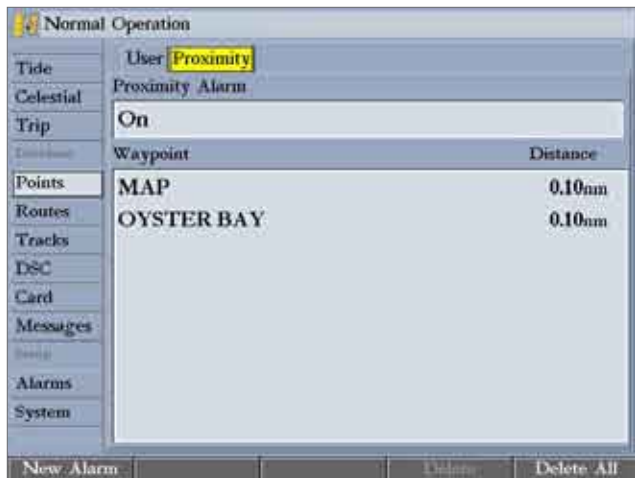 Normal Operation
User Proximity
Proximity Alarm
On
Waypoint Distance
MAP 0.10nm
OYSTER BAY 0.10nm
Tide
Celestial
Trip
Points
Routes
Tracks
DSC
Card
Messages
Setup
Alarms
System
New Alarm Delete Delete All